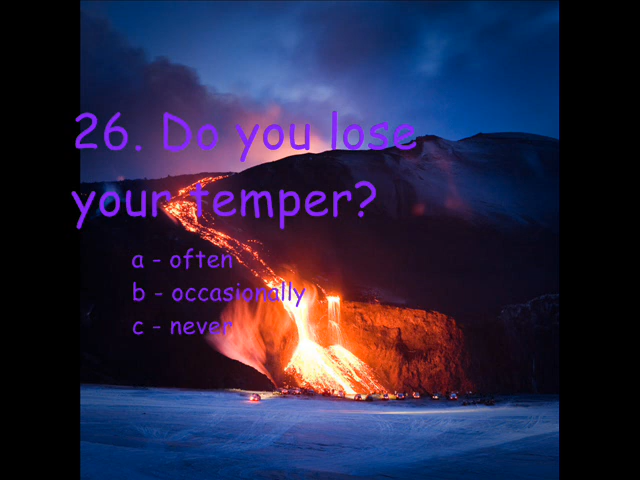 26. Do you lose
your temper?
a - often
b - occasionally
c - never